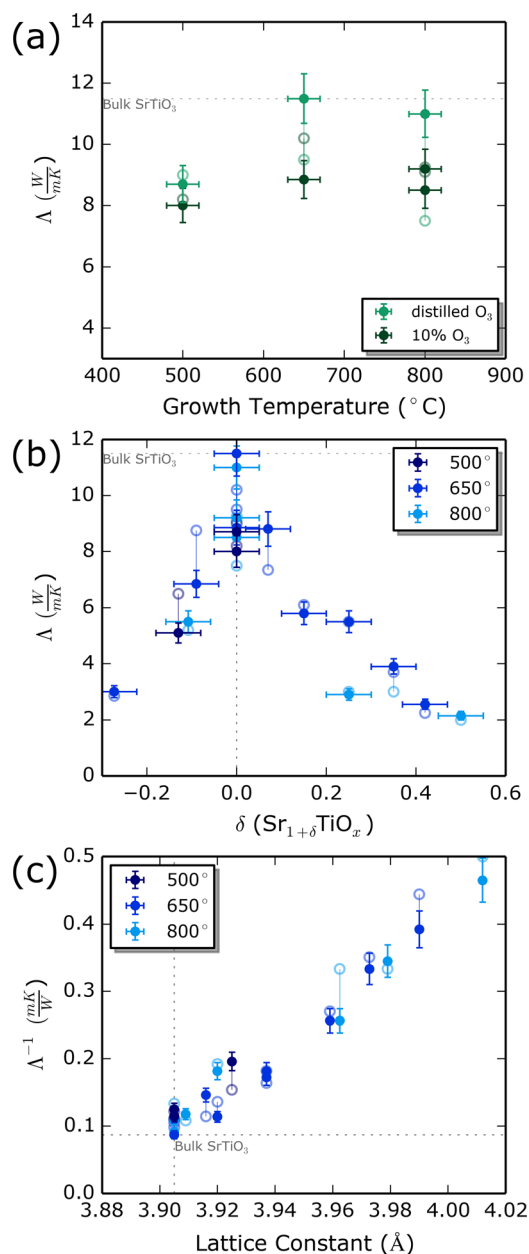 (a)
14
12
10
8
6
4
Λ (W/mK)
Bulk SrTiO₃
distilled O₃
10% O₃
400 500 600 700 800 900
Growth Temperature (°C)
(b)
12
10
8
6
4
2
0
Λ (W/mK)
Bulk SrTiO₃
500°
650°
800°
−0.2 0.0 0.2 0.4 0.6
δ (Sr₁₊δTiOₓ)
(c)
0.5
0.4
0.3
0.2
0.1
0.0
Λ⁻¹ (mK/W)
500°
650°
800°
Bulk SrTiO₃
3.88 3.90 3.92 3.94 3.96 3.98 4.00 4.02
Lattice Constant (Å)